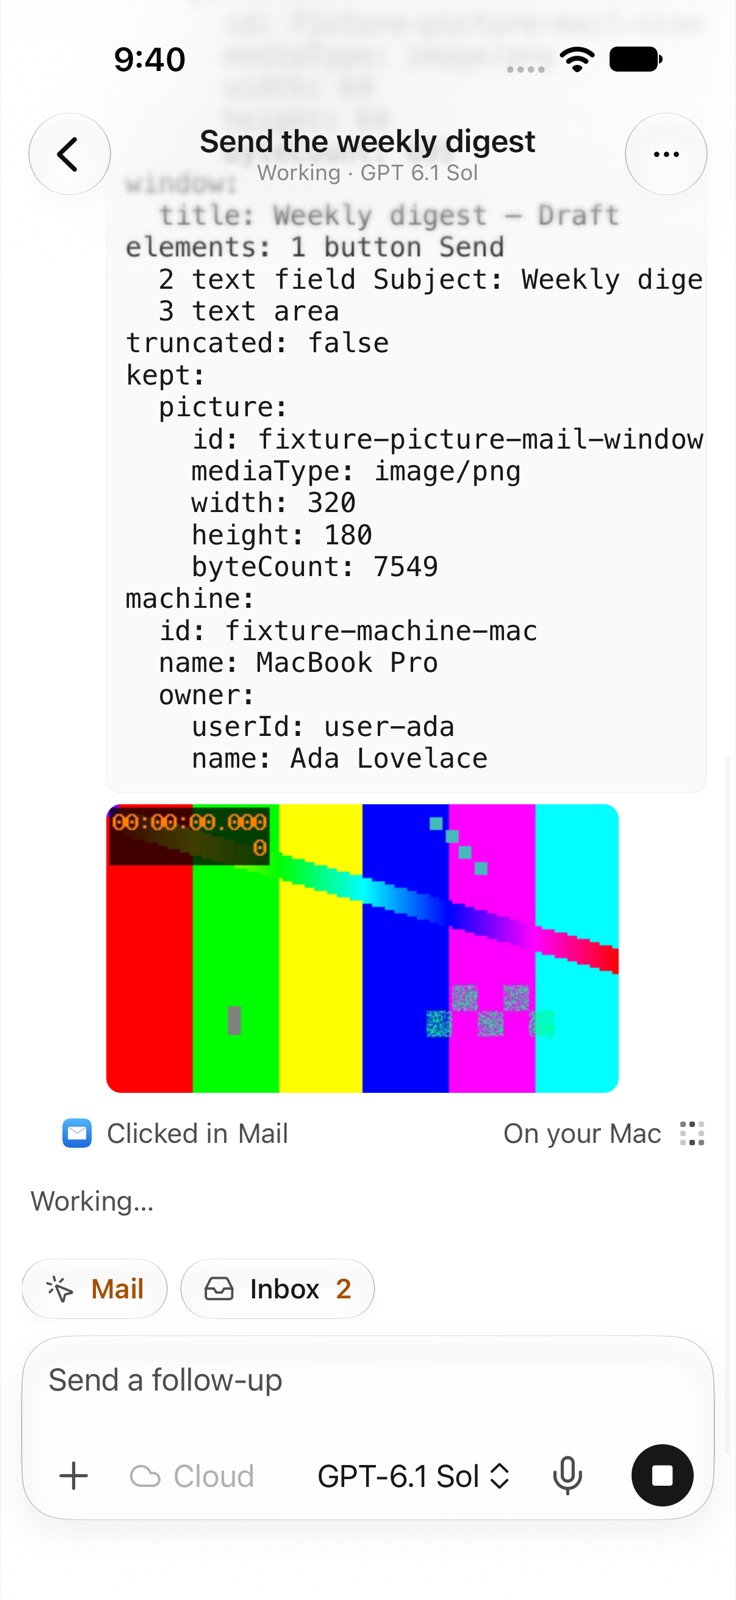 9:40
Send the weekly digest
Working · GPT 6.1 Sol
window:
title: Weekly digest – Draft
elements: 1 button Send
2 text field Subject: Weekly dige
3 text area
truncated: false
kept:
picture:
id: fixture-picture-mail-window
mediaType: image/png
width: 320
height: 180
byteCount: 7549
machine:
id: fixture-machine-mac
name: MacBook Pro
owner:
userId: user-ada
name: Ada Lovelace
00:00:00.000
0
Clicked in Mail
On your Mac
Working...
Mail
Inbox 2
Send a follow-up
Cloud
GPT-6.1 Sol